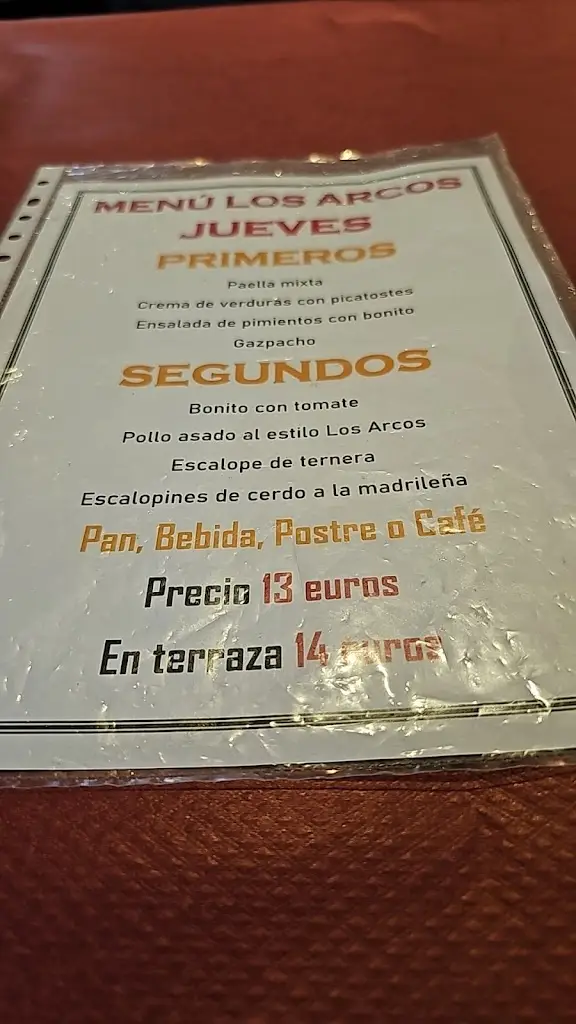 MENÚ LOS ARCOS
JUEVES
PRIMEROS
Paella mixta
Crema de verduras con picatostes
Ensalada de pimientos con bonito
Gazpacho
SEGUNDOS
Bonito con tomate
Pollo asado al estilo Los Arcos
Escalope de ternera
Escalopines de cerdo a la madrileña
Pan, Bebida, Postre o Café
Precio 13 euros
En terraza 14 euros